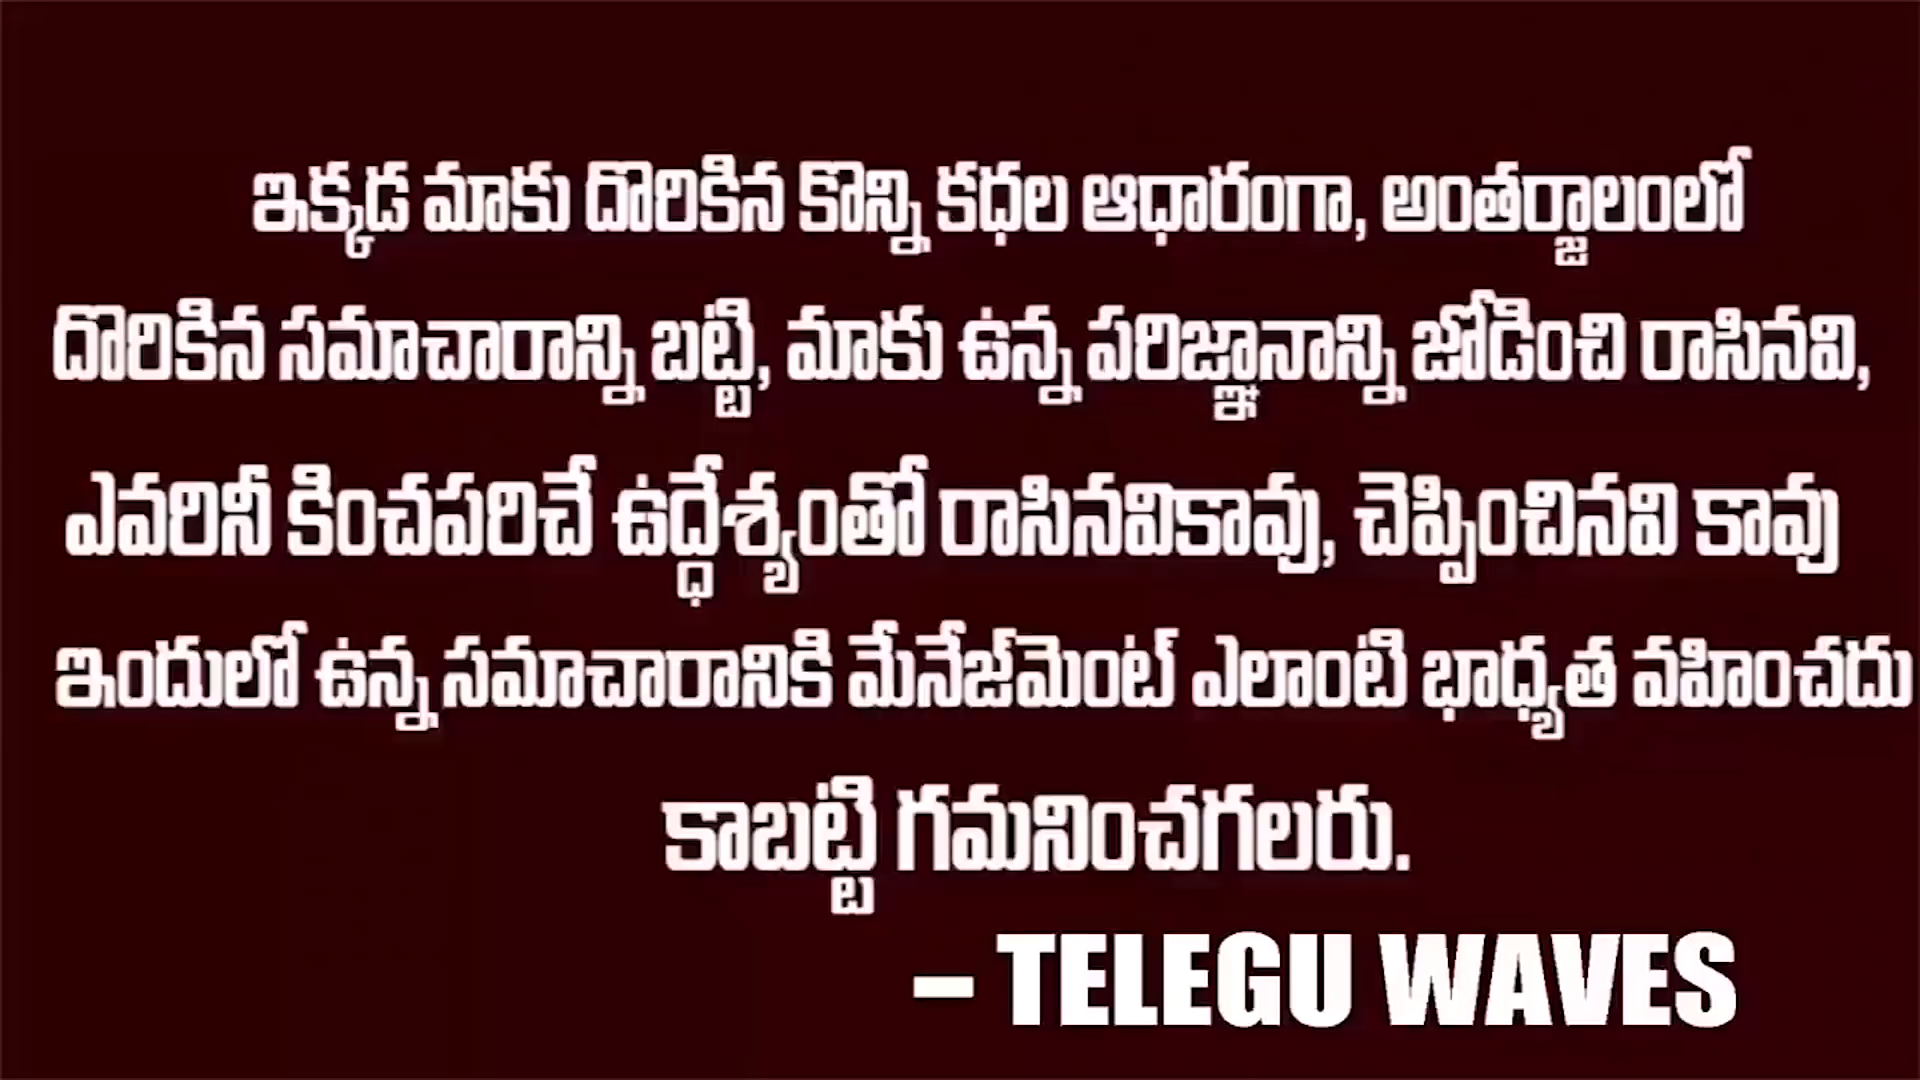 ఇక్కడ మాకు దొరికిన కొన్ని కధల ఆధారంగా, అంతర్జాలంలో
దొరికిన సమాచారాన్ని బట్టి, మాకు ఉన్న పరిజ్ఞానాన్ని జోడించి రాసినవి,
ఎవరినీ కించపరిచే ఉద్ధేశ్యంతో రాసినవికావు, చెప్పించినవి కావు
ఇందులో ఉన్న సమాచారానికి మేనేజ్‌మెంట్ ఎలాంటి భాధ్యత వహించదు
కాబట్టి గమనించగలరు.
– TELEGU WAVES